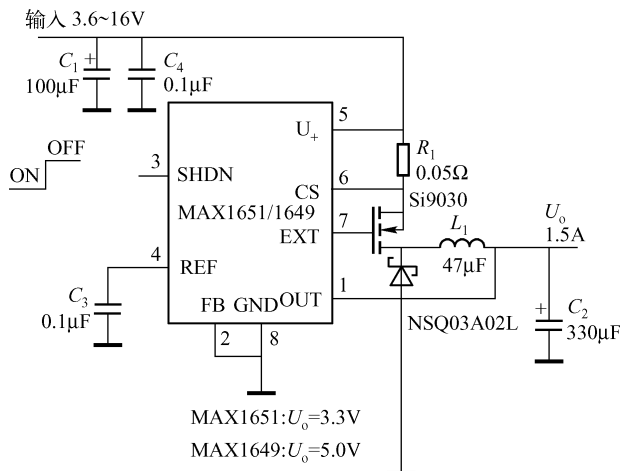 输入 3.6~16V
C1
+
100μF
C4
0.1μF
5
U+
R1
0.05Ω
OFF
ON
3
SHDN
6
CS
Si9030
MAX1651/1649
7
EXT
L1
47μF
Uo
1.5A
4
REF
C3
0.1μF
FB
GND
OUT
1
2
8
NSQ03A02L
+
C2
330μF
MAX1651:Uo=3.3V
MAX1649:Uo=5.0V